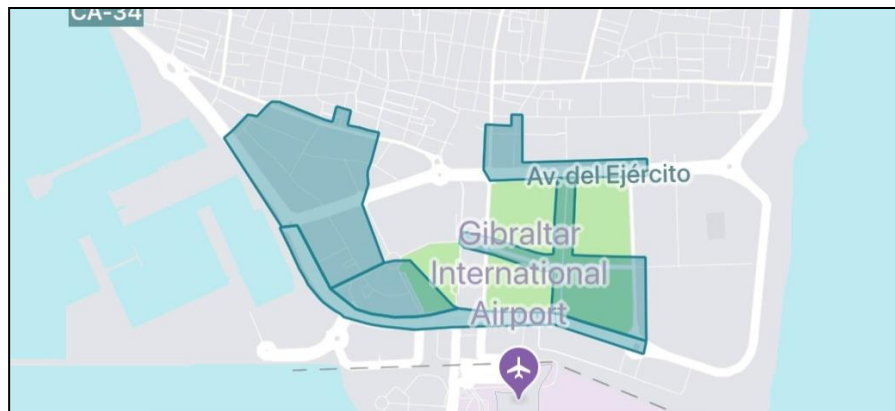 CA-34
Av. del Ejército
Gibraltar
International
Airport